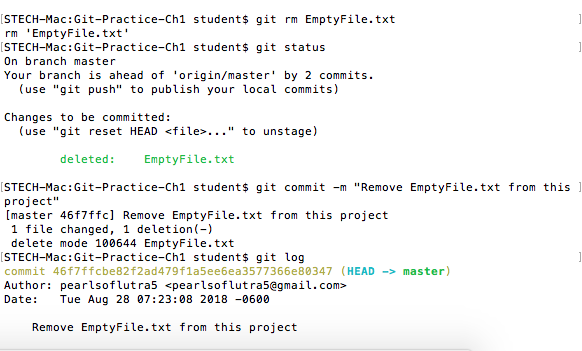 [STECH-Mac:Git-Practice-Ch1 student$ git rm EmptyFile.txt ]
rm 'EmptyFile.txt'
[STECH-Mac:Git-Practice-Ch1 student$ git status ]
On branch master
Your branch is ahead of 'origin/master' by 2 commits.
  (use "git push" to publish your local commits)

Changes to be committed:
  (use "git reset HEAD <file>..." to unstage)

        deleted:    EmptyFile.txt

[STECH-Mac:Git-Practice-Ch1 student$ git commit -m "Remove EmptyFile.txt from this ]
project"
[master 46f7ffc] Remove EmptyFile.txt from this project
 1 file changed, 1 deletion(-)
 delete mode 100644 EmptyFile.txt
[STECH-Mac:Git-Practice-Ch1 student$ git log ]
commit 46f7ffcbe82f2ad479f1a5ee6ea3577366e80347 (HEAD -> master)
Author: pearlsoflutra5 <pearlsoflutra5@gmail.com>
Date:   Tue Aug 28 07:23:08 2018 -0600

    Remove EmptyFile.txt from this project